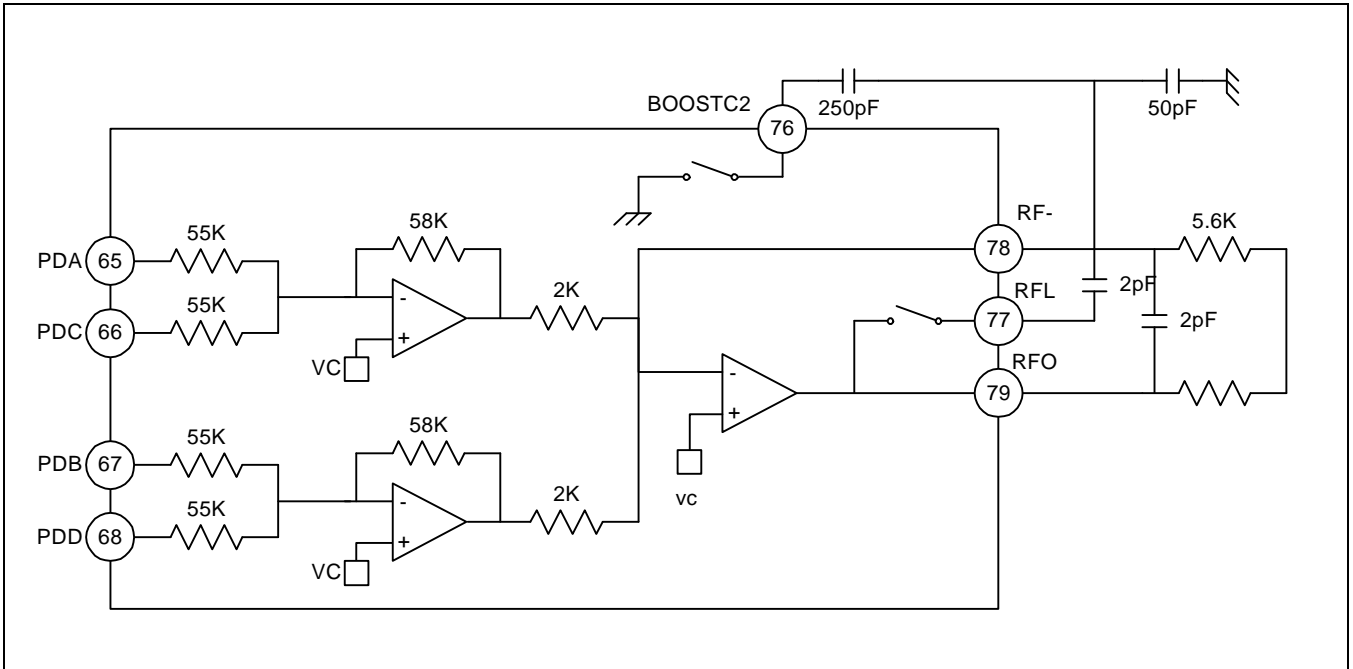 BOOSTC2
76
250pF
50pF
RF-
78
5.6K
RFL
77
2pF
2pF
RFO
79
PDA
65
55K
58K
PDC
66
55K
-
+
VC
2K
PDB
67
55K
58K
PDD
68
55K
-
+
VC
2K
-
+
vc